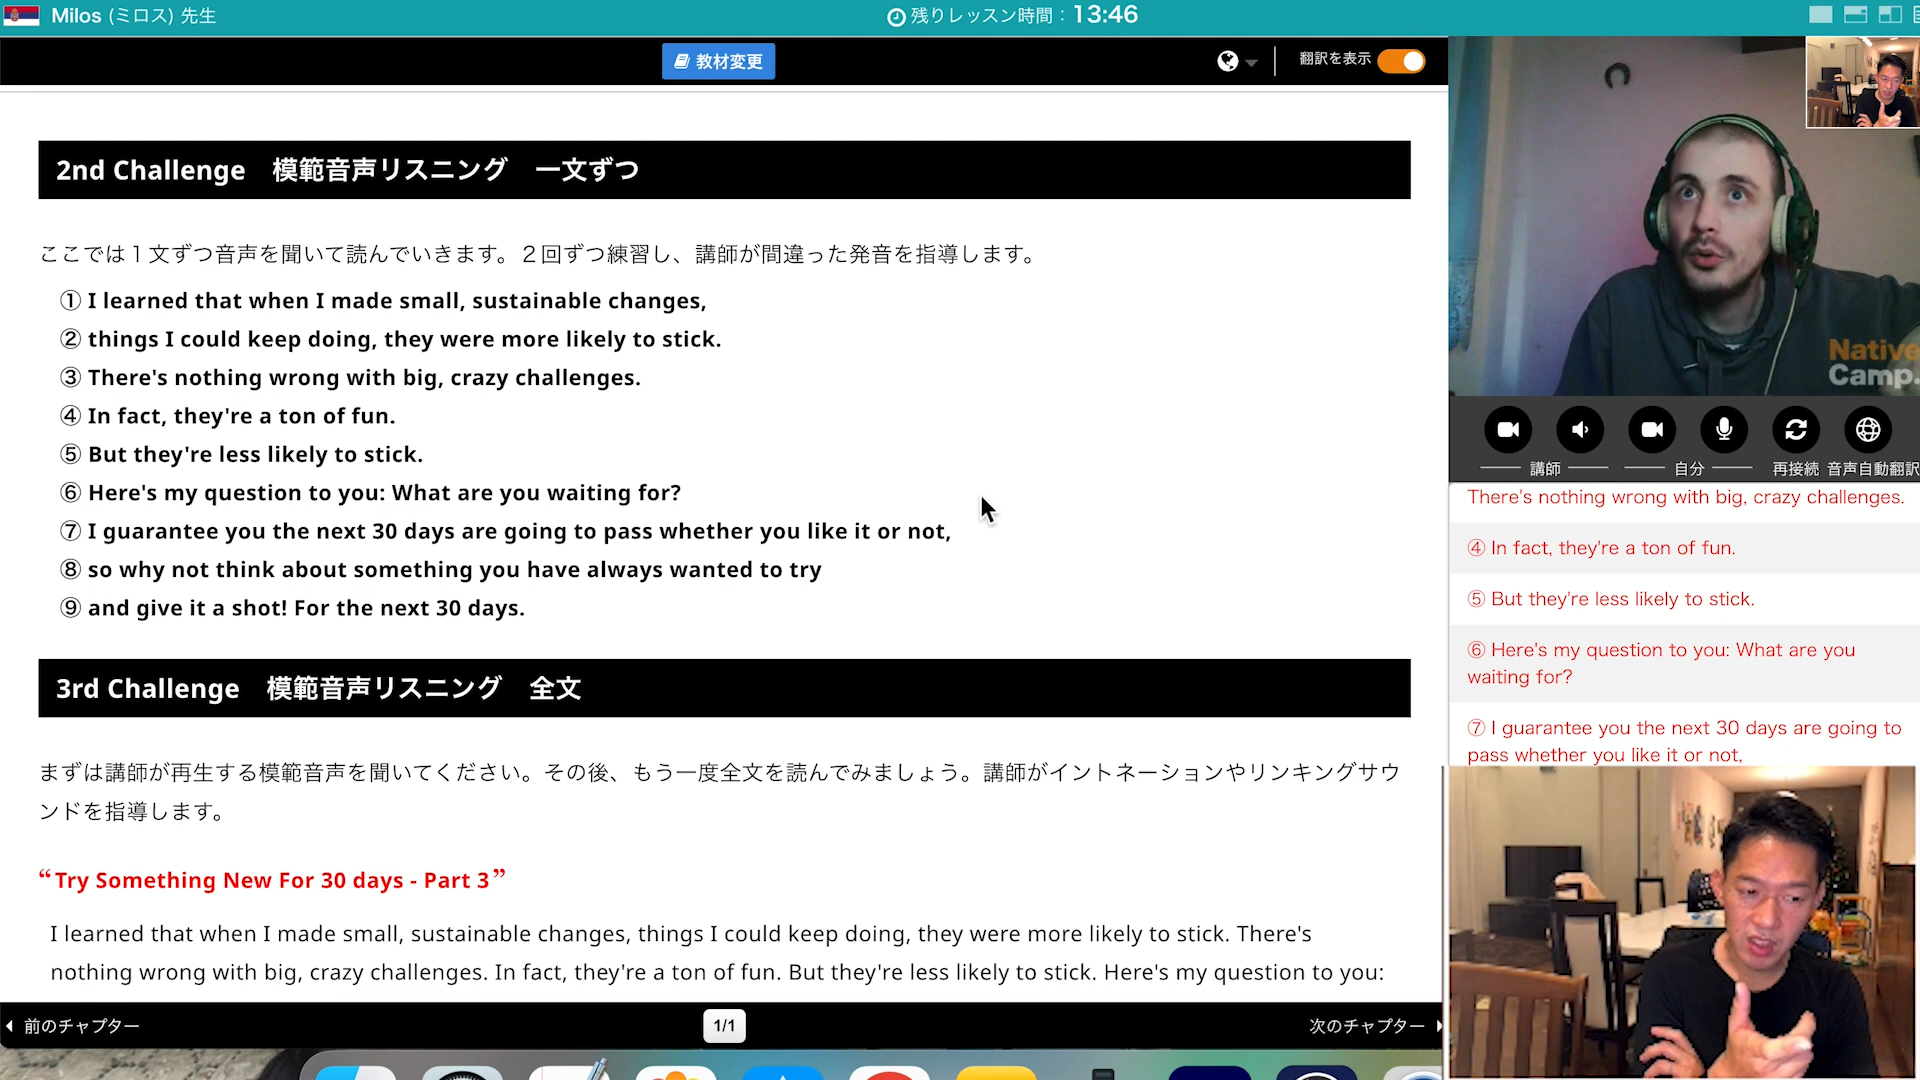 Milos (ミロス) 先生
残りレッスン時間：13:46
教材変更
翻訳を表示
2nd Challenge 模範音声リスニング 一文ずつ
ここでは１文ずつ音声を聞いて読んでいきます。２回ずつ練習し、講師が間違った発音を指導します。
① I learned that when I made small, sustainable changes,
② things I could keep doing, they were more likely to stick.
③ There's nothing wrong with big, crazy challenges.
④ In fact, they're a ton of fun.
⑤ But they're less likely to stick.
⑥ Here's my question to you: What are you waiting for?
⑦ I guarantee you the next 30 days are going to pass whether you like it or not,
⑧ so why not think about something you have always wanted to try
⑨ and give it a shot! For the next 30 days.
3rd Challenge 模範音声リスニング 全文
まずは講師が再生する模範音声を聞いてください。その後、もう一度全文を読んでみましょう。講師がイントネーションやリンキングサウ
ンドを指導します。
“Try Something New For 30 days - Part 3”
I learned that when I made small, sustainable changes, things I could keep doing, they were more likely to stick. There's
nothing wrong with big, crazy challenges. In fact, they're a ton of fun. But they're less likely to stick. Here's my question to you:
前のチャプター
1/1
次のチャプター
Native
Camp.
講師
自分
再接続
音声自動翻訳
There's nothing wrong with big, crazy challenges.
④ In fact, they're a ton of fun.
⑤ But they're less likely to stick.
⑥ Here's my question to you: What are you
waiting for?
⑦ I guarantee you the next 30 days are going to
pass whether you like it or not,